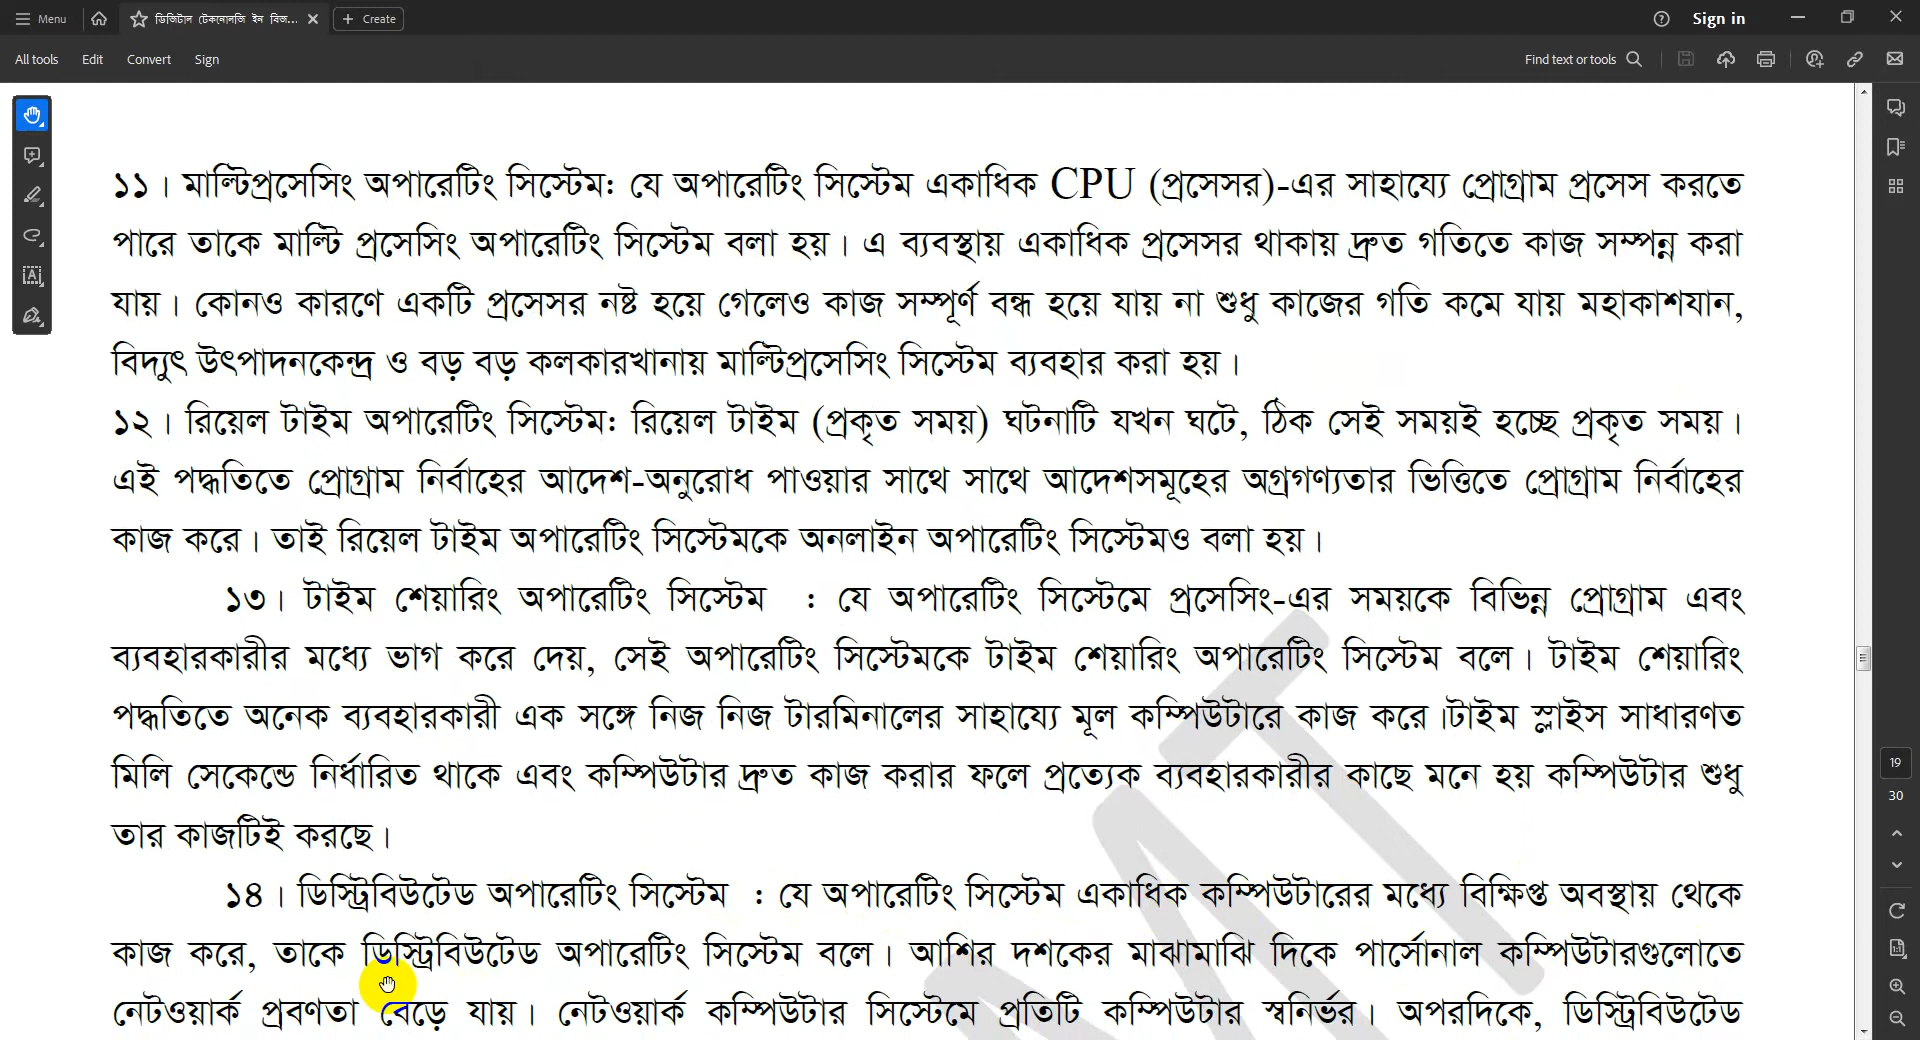 Menu
ডিজিটাল টেকনোলজি ইন বিজ...
Create
Sign in
All tools
Edit
Convert
Sign
Find text or tools
১১। মাল্টিপ্রসেসিং অপারেটিং সিস্টেমঃ যে অপারেটিং সিস্টেম একাধিক CPU (প্রসেসর)-এর সাহায্যে প্রোগ্রাম প্রসেস করতে
পারে তাকে মাল্টি প্রসেসিং অপারেটিং সিস্টেম বলা হয়। এ ব্যবস্থায় একাধিক প্রসেসর থাকায় দ্রুত গতিতে কাজ সম্পন্ন করা
যায়। কোনও কারণে একটি প্রসেসর নষ্ট হয়ে গেলেও কাজ সম্পূর্ণ বন্ধ হয়ে যায় না শুধু কাজের গতি কমে যায় মহাকাশযান,
বিদ্যুৎ উৎপাদনকেন্দ্র ও বড় বড় কলকারখানায় মাল্টিপ্রসেসিং সিস্টেম ব্যবহার করা হয়।
১২। রিয়েল টাইম অপারেটিং সিস্টেমঃ রিয়েল টাইম (প্রকৃত সময়) ঘটনাটি যখন ঘটে, ঠিক সেই সময়ই হচ্ছে প্রকৃত সময়।
এই পদ্ধতিতে প্রোগ্রাম নির্বাহের আদেশ-অনুরোধ পাওয়ার সাথে সাথে আদেশসমূহের অগ্রগণ্যতার ভিত্তিতে প্রোগ্রাম নির্বাহের
কাজ করে। তাই রিয়েল টাইম অপারেটিং সিস্টেমকে অনলাইন অপারেটিং সিস্টেমও বলা হয়।
১৩। টাইম শেয়ারিং অপারেটিং সিস্টেম : যে অপারেটিং সিস্টেমে প্রসেসিং-এর সময়কে বিভিন্ন প্রোগ্রাম এবং
ব্যবহারকারীর মধ্যে ভাগ করে দেয়, সেই অপারেটিং সিস্টেমকে টাইম শেয়ারিং অপারেটিং সিস্টেম বলে। টাইম শেয়ারিং
পদ্ধতিতে অনেক ব্যবহারকারী এক সঙ্গে নিজ নিজ টারমিনালের সাহায্যে মূল কম্পিউটারে কাজ করে।টাইম স্লাইস সাধারণত
মিলি সেকেন্ডে নির্ধারিত থাকে এবং কম্পিউটার দ্রুত কাজ করার ফলে প্রত্যেক ব্যবহারকারীর কাছে মনে হয় কম্পিউটার শুধু
তার কাজটিই করছে।
১৪। ডিস্ট্রিবিউটেড অপারেটিং সিস্টেম : যে অপারেটিং সিস্টেম একাধিক কম্পিউটারের মধ্যে বিক্ষিপ্ত অবস্থায় থেকে
কাজ করে, তাকে ডিস্ট্রিবিউটেড অপারেটিং সিস্টেম বলে। আশির দশকের মাঝামাঝি দিকে পার্সোনাল কম্পিউটারগুলোতে
নেটওয়ার্ক প্রবণতা বেড়ে যায়। নেটওয়ার্ক কম্পিউটার সিস্টেমে প্রতিটি কম্পিউটার স্বনির্ভর। অপরদিকে, ডিস্ট্রিবিউটেড
19
30